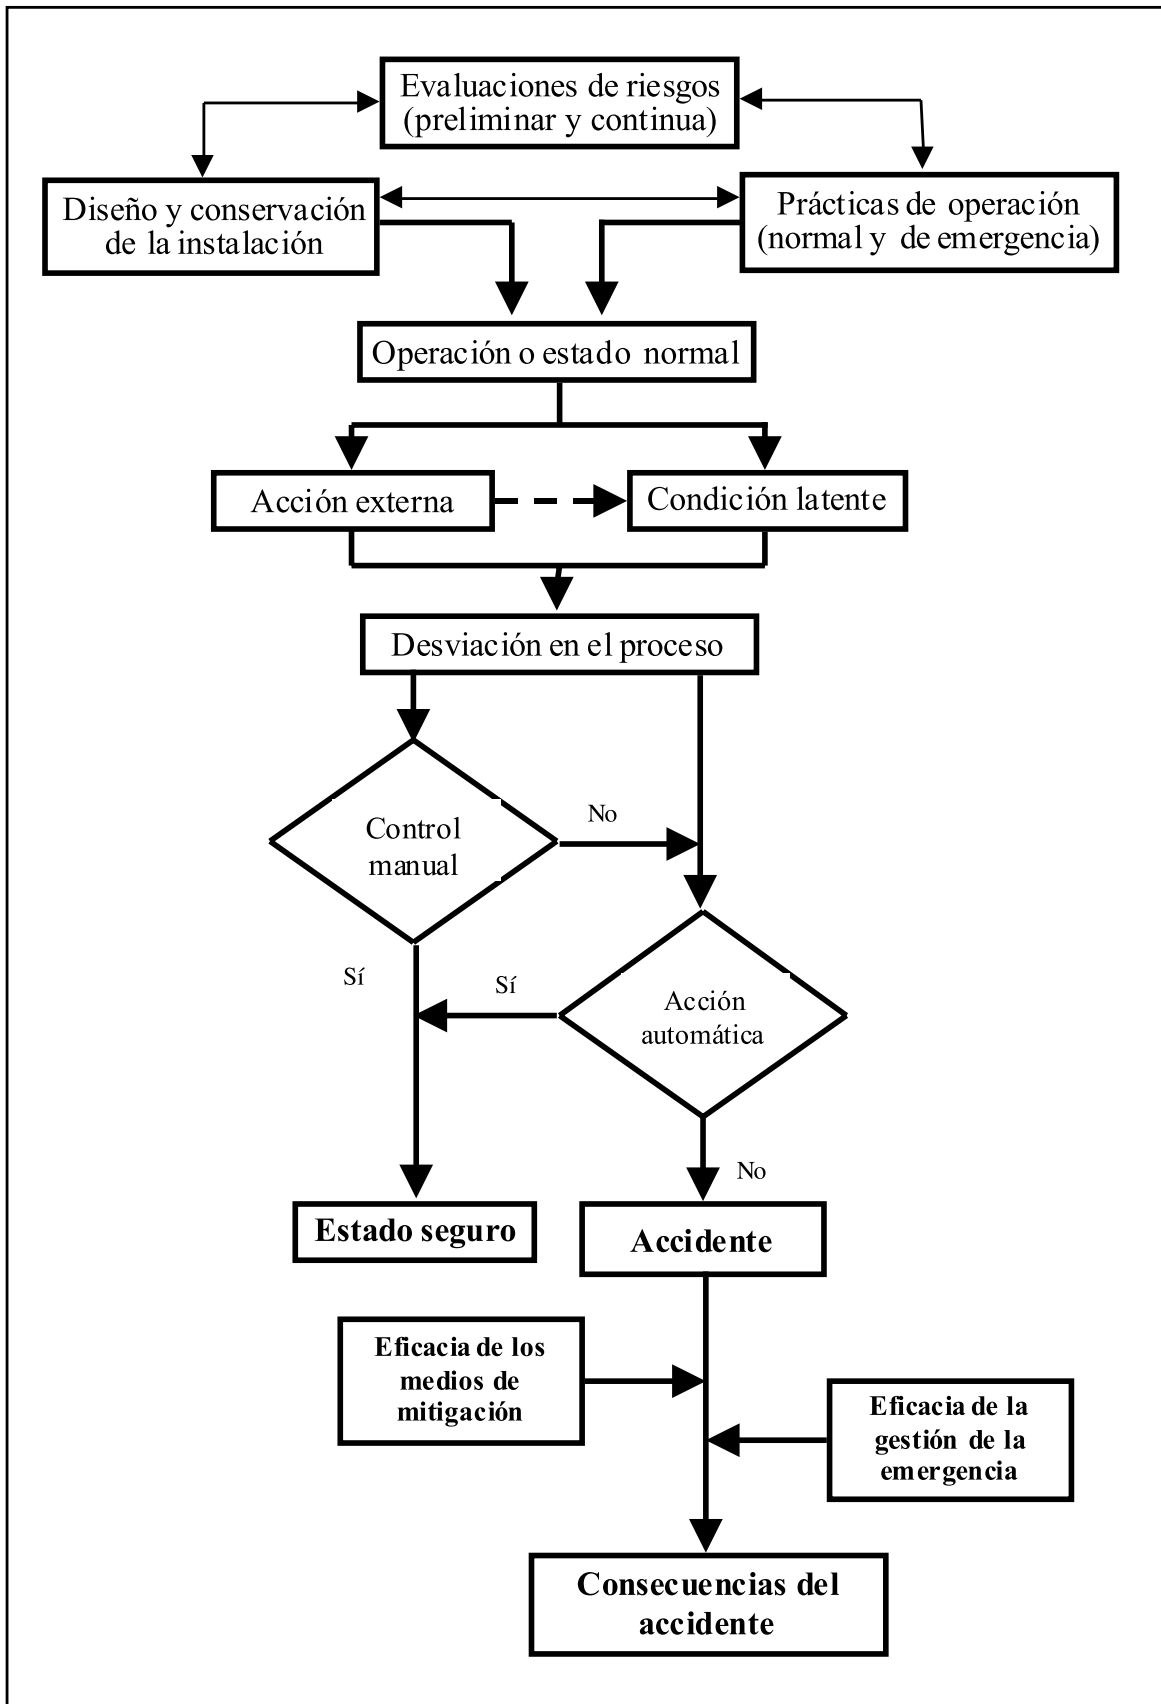 Evaluaciones de riesgos
(preliminar y continua)
Diseño y conservación
de la instalación
Prácticas de operación
(normal y de emergencia)
Operación o estado normal
Acción externa
Condición latente
Desviación en el proceso
Control
manual
No
Sí
Sí
Acción
automática
No
Estado seguro
Accidente
Eficacia de los
medios de
mitigación
Eficacia de la
gestión de la
emergencia
Consecuencias del
accidente